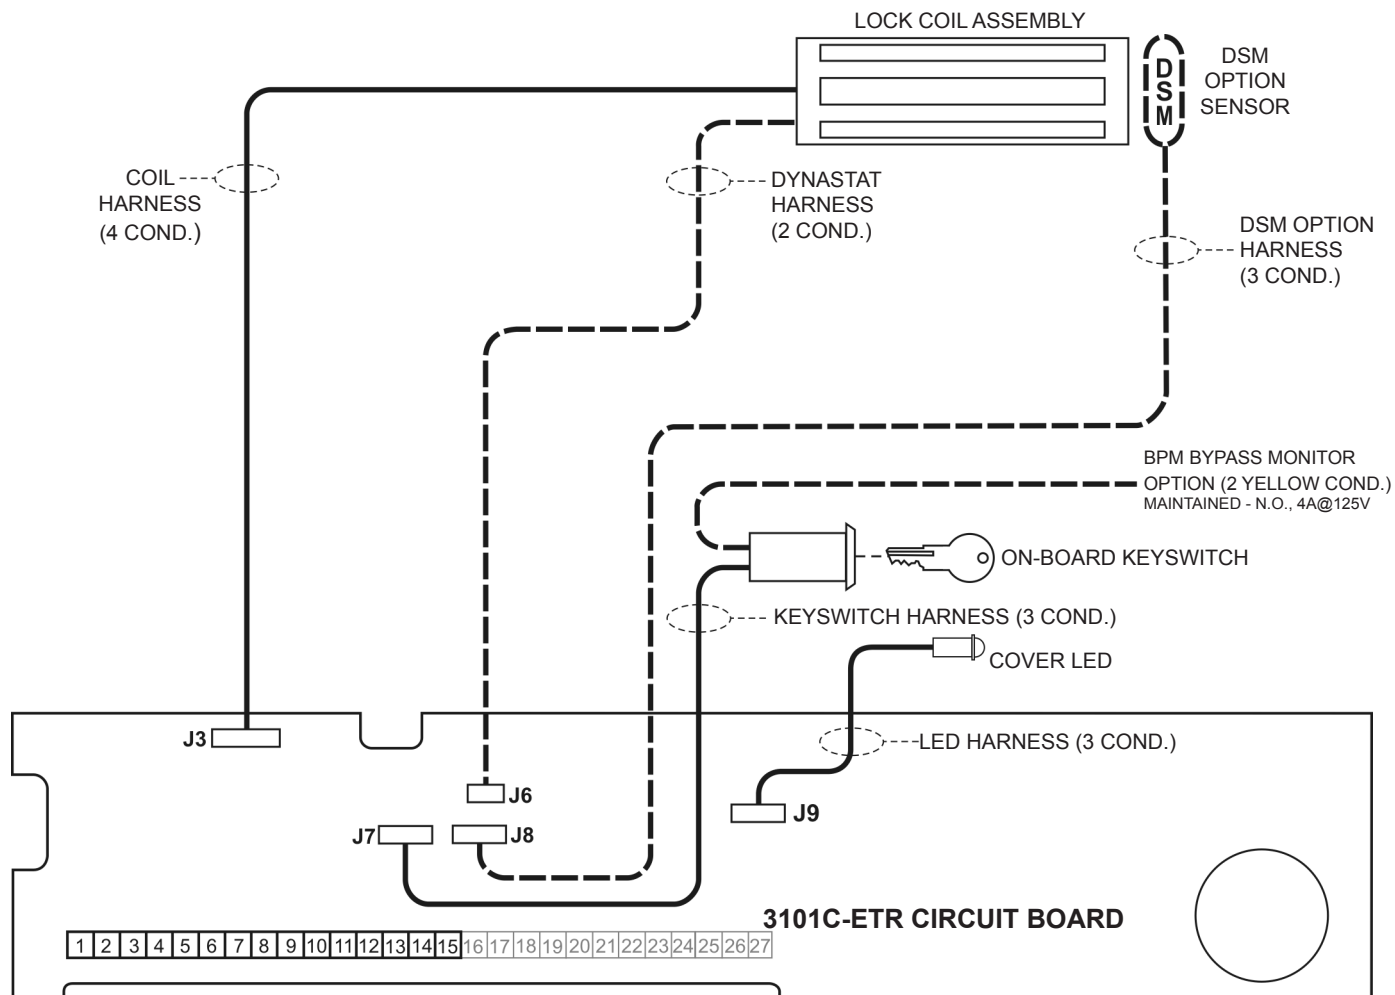 LOCK COIL ASSEMBLY
DSM
DSM
OPTION
SENSOR
COIL
HARNESS
(4 COND.)
DYNASTAT
HARNESS
(2 COND.)
DSM OPTION
HARNESS
(3 COND.)
BPM BYPASS MONITOR
OPTION (2 YELLOW COND.)
MAINTAINED - N.O., 4A@125V
ON-BOARD KEYSWITCH
KEYSWITCH HARNESS (3 COND.)
COVER LED
J3
LED HARNESS (3 COND.)
J6
J9
J7
J8
3101C-ETR CIRCUIT BOARD
1 2 3 4 5 6 7 8 9 10 11 12 13 14 15 16 17 18 19 20 21 22 23 24 25 26 27